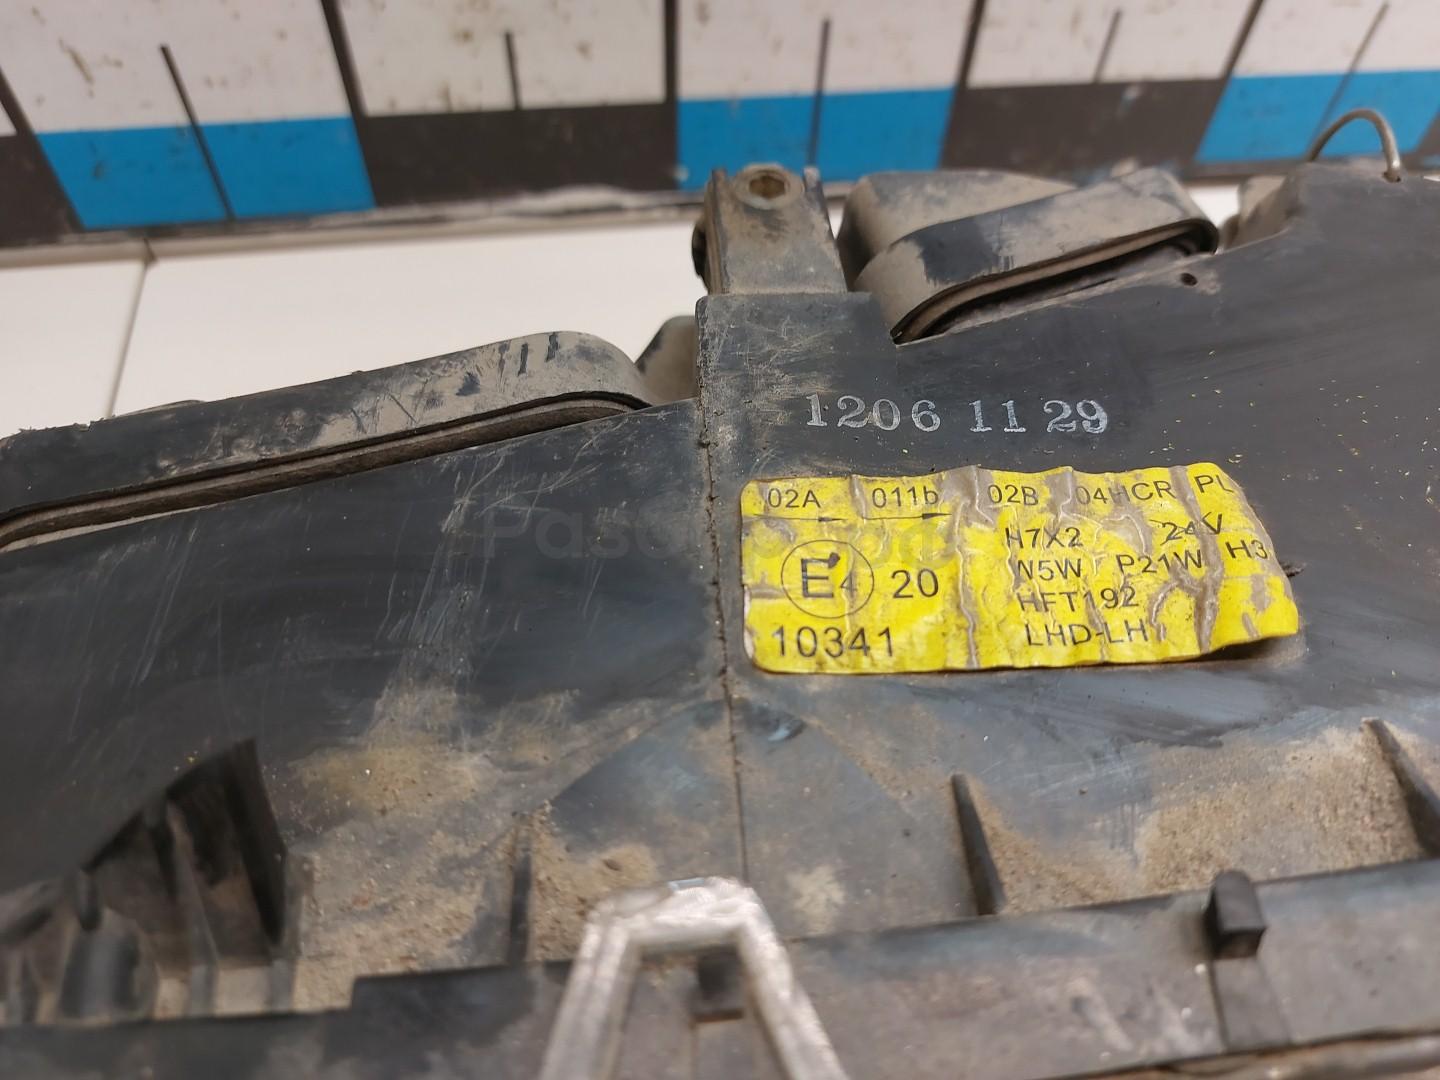 1206 11 29
02A 011b 02B 04HCR PL
H7X2 24V
W5W P21W H3
E4 20
HFT192
10341
LHD-LH